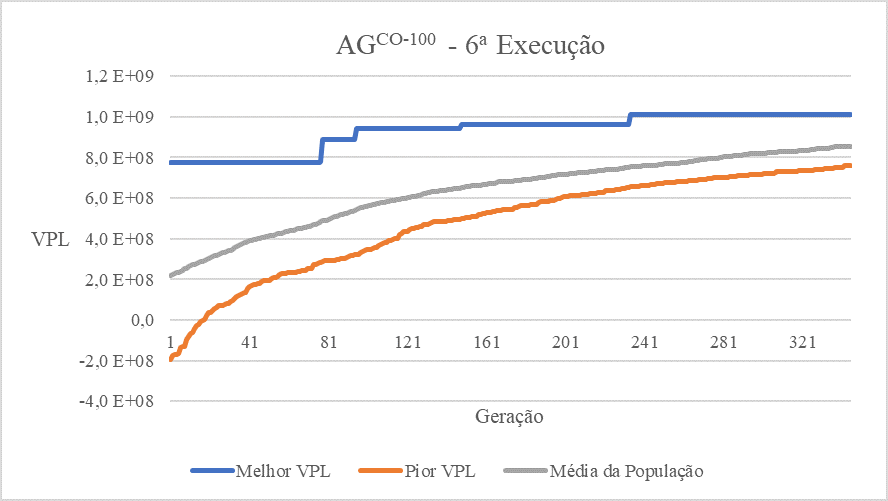 AGCO-100 - 6ª Execução
1,2 E+09
1,0 E+09
8,0 E+08
6,0 E+08
VPL
4,0 E+08
2,0 E+08
0,0
1 41 81 121 161 201 241 281 321
-2,0 E+08
-4,0 E+08
Geração
Melhor VPL Pior VPL Média da População